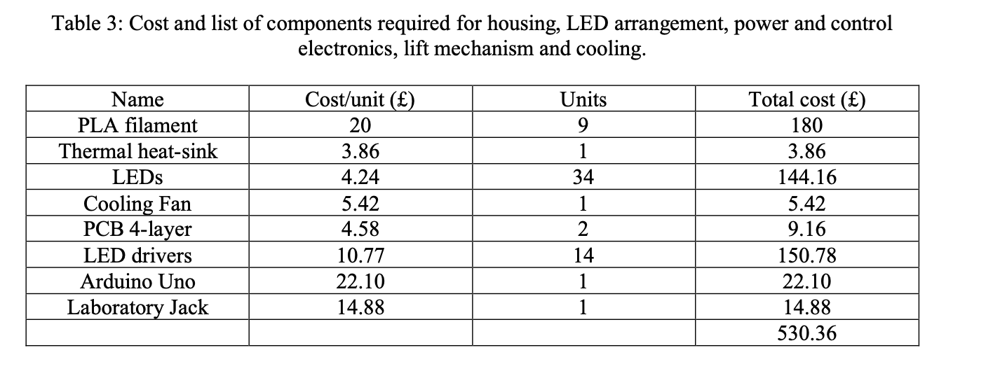 Table 3: Cost and list of components required for housing, LED arrangement, power and control
electronics, lift mechanism and cooling.
Name Cost/unit (£) Units Total cost (£)
PLA filament 20 9 180
Thermal heat-sink 3.86 1 3.86
LEDs 4.24 34 144.16
Cooling Fan 5.42 1 5.42
PCB 4-layer 4.58 2 9.16
LED drivers 10.77 14 150.78
Arduino Uno 22.10 1 22.10
Laboratory Jack 14.88 1 14.88
530.36